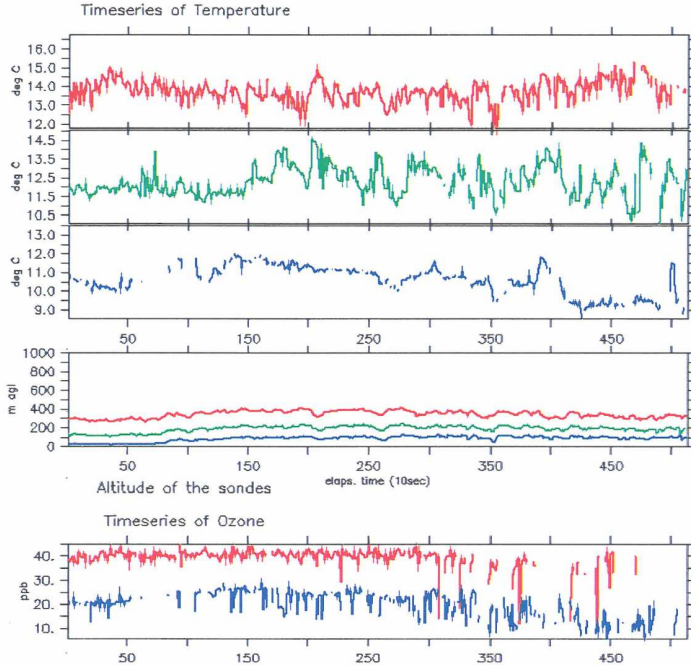 Timeseries of Temperature
deg C
16.0
15.0
14.0
13.0
12.0
deg C
14.5
13.5
12.5
11.5
10.5
deg C
13.0
12.0
11.0
10.0
9.0
50 150 250 350 450
m agl
1000
800
600
400
200
0
50 150 250 350 450
elaps. time (10sec)
Altitude of the sondes
Timeseries of Ozone
ppb
40.
30.
20.
10.
50 150 250 350 450